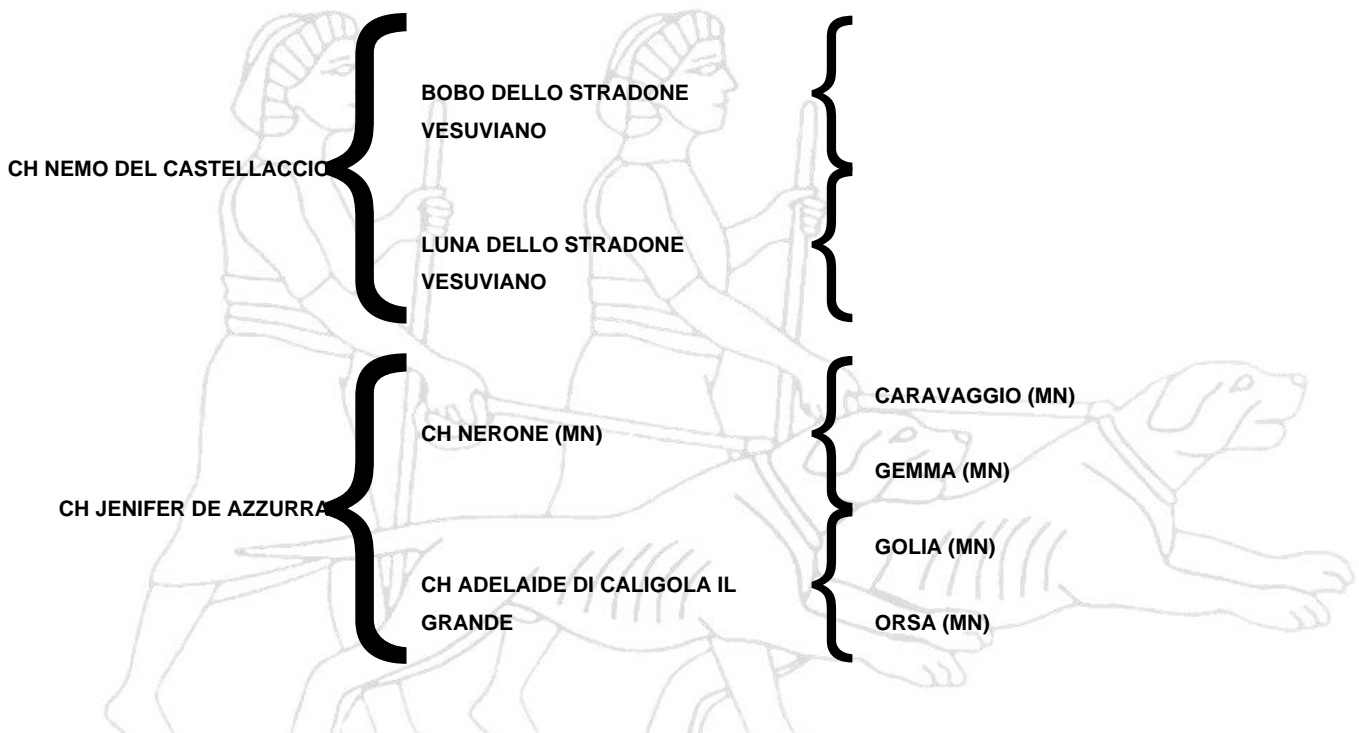 BOBO DELLO STRADONE
VESUVIANO
CH NEMO DEL CASTELLACCIO
LUNA DELLO STRADONE
VESUVIANO
CARAVAGGIO (MN)
CH NERONE (MN)
GEMMA (MN)
CH JENIFER DE AZZURRA
GOLIA (MN)
CH ADELAIDE DI CALIGOLA IL
GRANDE
ORSA (MN)